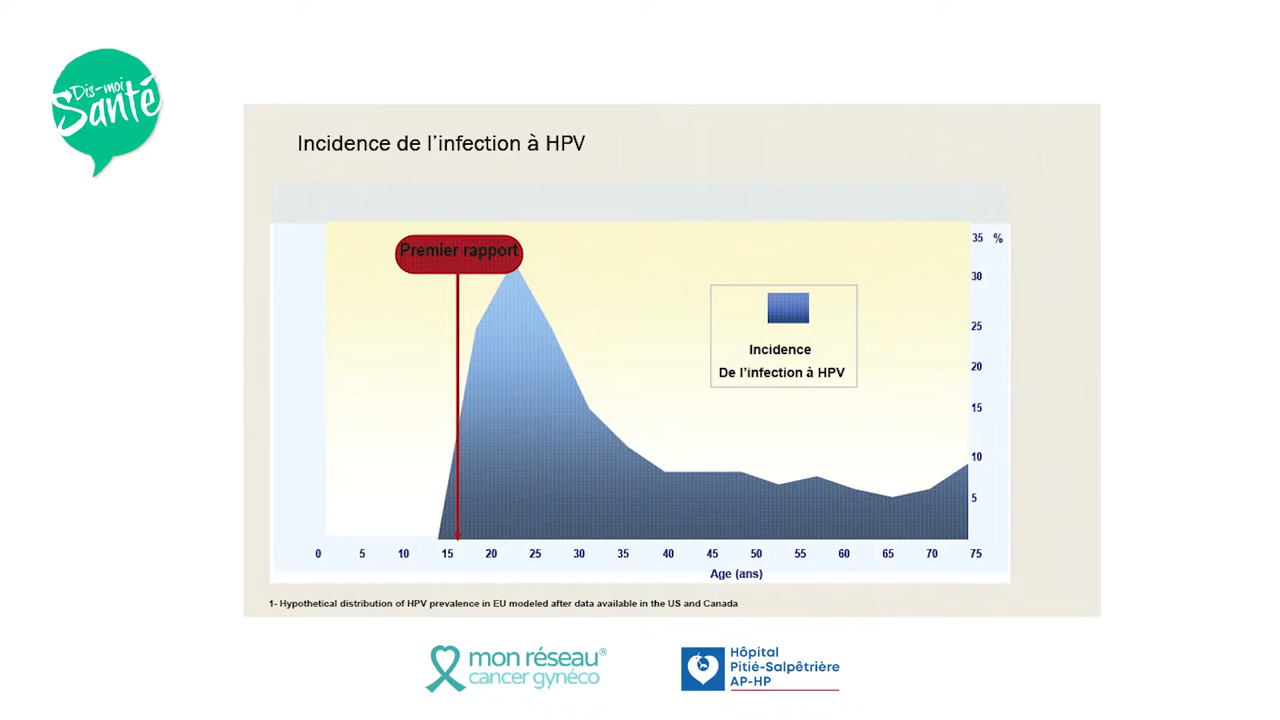 Dis-moi
Santé
Incidence de l’infection à HPV
Premier rapport
35 %
30
25
20
15
10
5
Incidence
De l’infection à HPV
0 5 10 15 20 25 30 35 40 45 50 55 60 65 70 75
Age (ans)
1- Hypothetical distribution of HPV prevalence in EU modeled after data available in the US and Canada
mon réseau®
cancer gynéco
Hôpital
Pitié-Salpêtrière
AP-HP